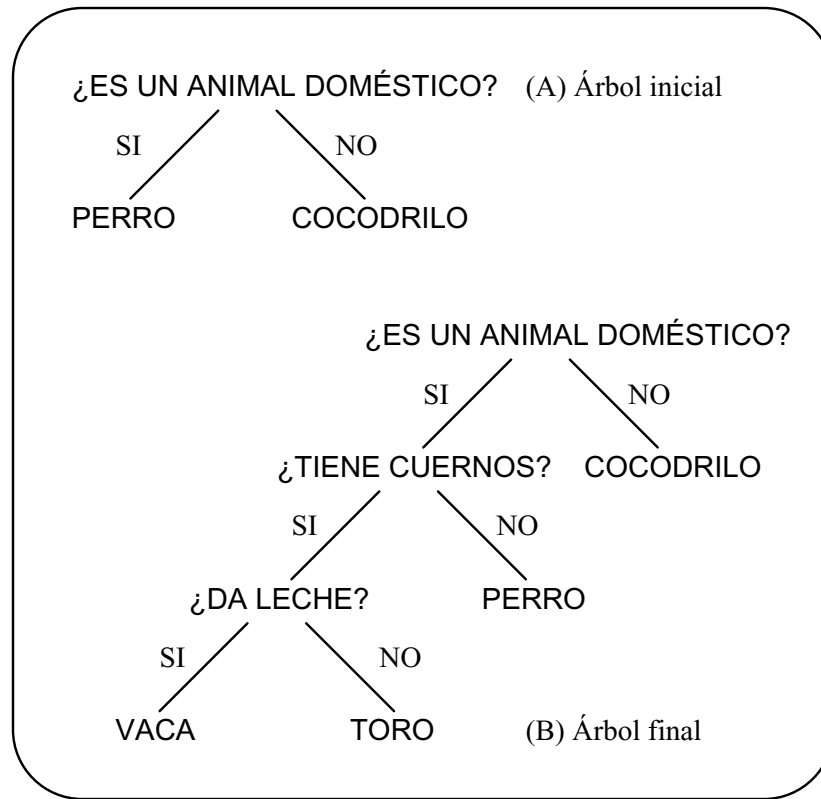 ¿ES UN ANIMAL DOMÉSTICO? (A) Árbol inicial
SI NO
PERRO COCODRILO
¿ES UN ANIMAL DOMÉSTICO?
SI NO
¿TIENE CUERNOS? COCODRILO
SI NO
¿DA LECHE? PERRO
SI NO
VACA TORO (B) Árbol final